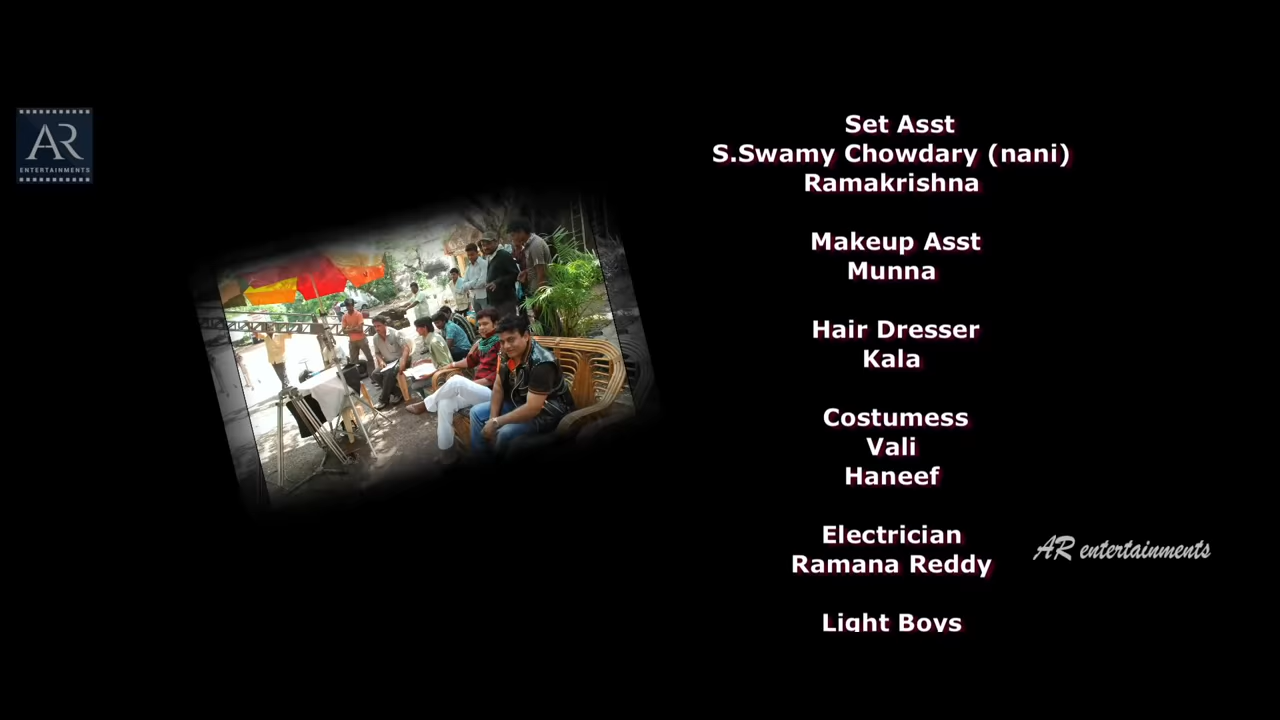 AR
ENTERTAINMENTS
Set Asst
S.Swamy Chowdary (nani)
Ramakrishna
Makeup Asst
Munna
Hair Dresser
Kala
Costumess
Vali
Haneef
Electrician
Ramana Reddy
AR entertainments
Light Boys